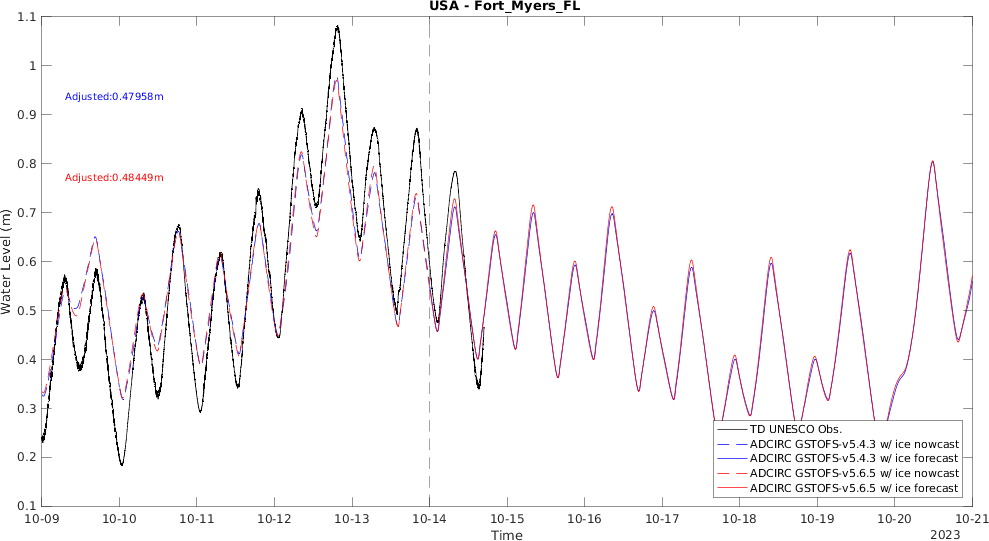 USA - Fort_Myers_FL
1.1
1
0.9
0.8
0.7
0.6
0.5
0.4
0.3
0.2
0.1
Water Level (m)
Adjusted:0.47958m
Adjusted:0.48449m
TD UNESCO Obs.
ADCIRC GSTOFS-v5.4.3 w/ ice nowcast
ADCIRC GSTOFS-v5.4.3 w/ ice forecast
ADCIRC GSTOFS-v5.6.5 w/ ice nowcast
ADCIRC GSTOFS-v5.6.5 w/ ice forecast
10-09 10-10 10-11 10-12 10-13 10-14 10-15 10-16 10-17 10-18 10-19 10-20 10-21
Time
2023